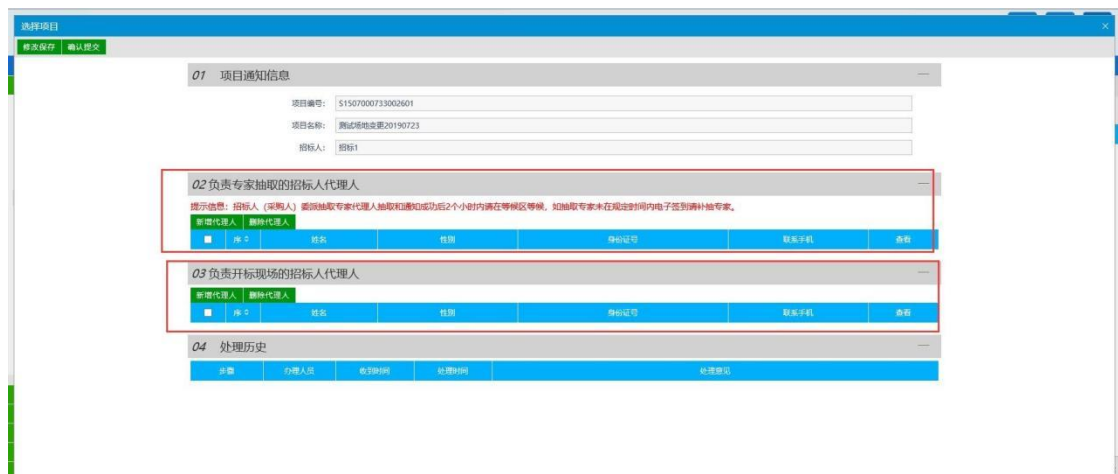 选择项目
修改保存 确认提交
01 项目通知信息
项目编号: S1507000733002601
项目名称: 测试场地变更20190723
招标人: 招标1
02 负责专家抽取的招标人代理人
提示信息：招标人（采购人）委派抽取专家代理人抽取和通知成功后2个小时内请在等候区等候，如抽取专家未在规定时间内电子签到请补抽专家。
新增代理人 删除代理人
序 姓名 性别 身份证号 联系手机 查看
03 负责开标现场的招标人代理人
新增代理人 删除代理人
序 姓名 性别 身份证号 联系手机 查看
04 处理历史
步骤 办理人员 收到时间 处理时间 处理意见